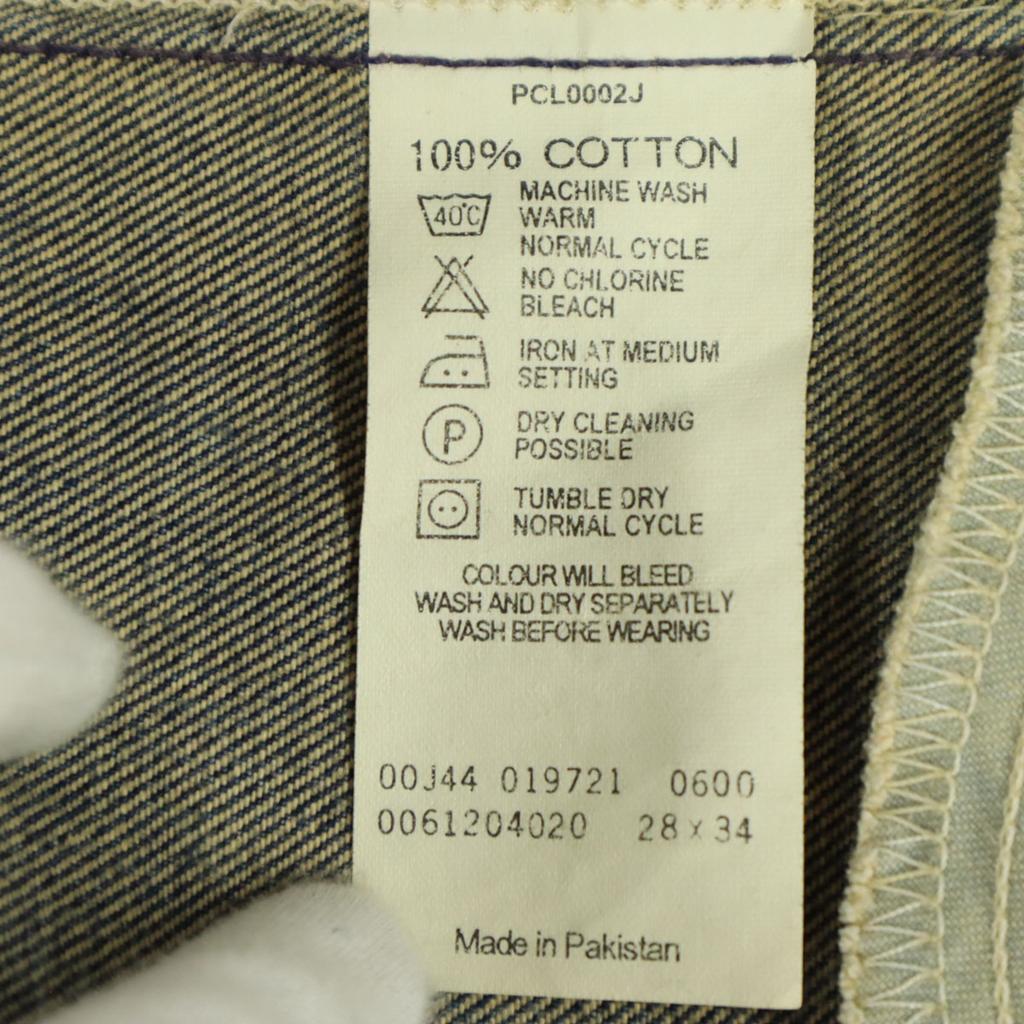 PCL0002J
100% COTTON
40°C
MACHINE WASH
WARM
NORMAL CYCLE
NO CHLORINE
BLEACH
IRON AT MEDIUM
SETTING
P
DRY CLEANING
POSSIBLE
TUMBLE DRY
NORMAL CYCLE
COLOUR WILL BLEED
WASH AND DRY SEPARATELY
WASH BEFORE WEARING
00J44 019721 0600
0061204020 28 x 34
Made in Pakistan